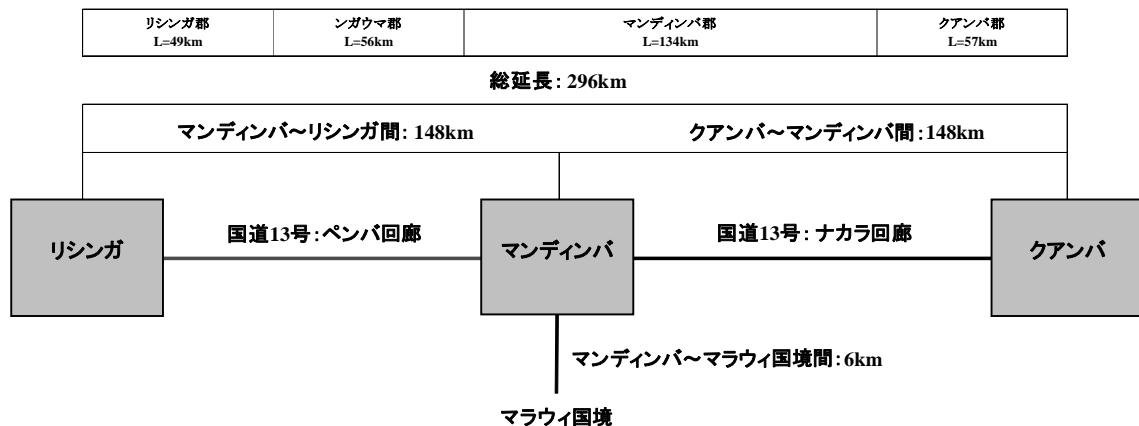 リシンガ郡
L=49km
ンガウマ郡
L=56km
マンディンバ郡
L=134km
クアンバ郡
L=57km
総延長：296km
マンディンバ～リシンガ間：148km
クアンバ～マンディンバ間：148km
リシンガ
国道13号：ペンバ回廊
マンディンバ
国道13号：ナカラ回廊
クアンバ
マンディンバ～マラウィ国境間：6km
マラウィ国境